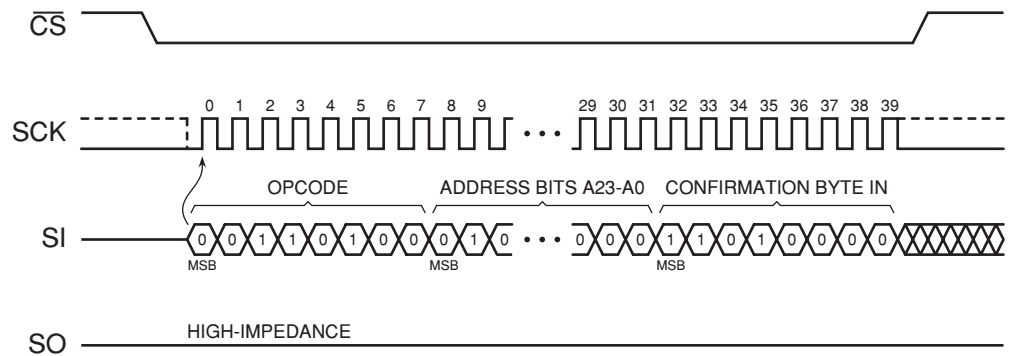 CS
0 1 2 3 4 5 6 7 8 9 29 30 31 32 33 34 35 36 37 38 39
SCK
OPCODE ADDRESS BITS A23-A0 CONFIRMATION BYTE IN
SI 0 0 1 1 0 1 0 0 0 1 0 0 0 0 1 1 0 1 0 0 0 0
MSB MSB MSB
HIGH-IMPEDANCE
SO